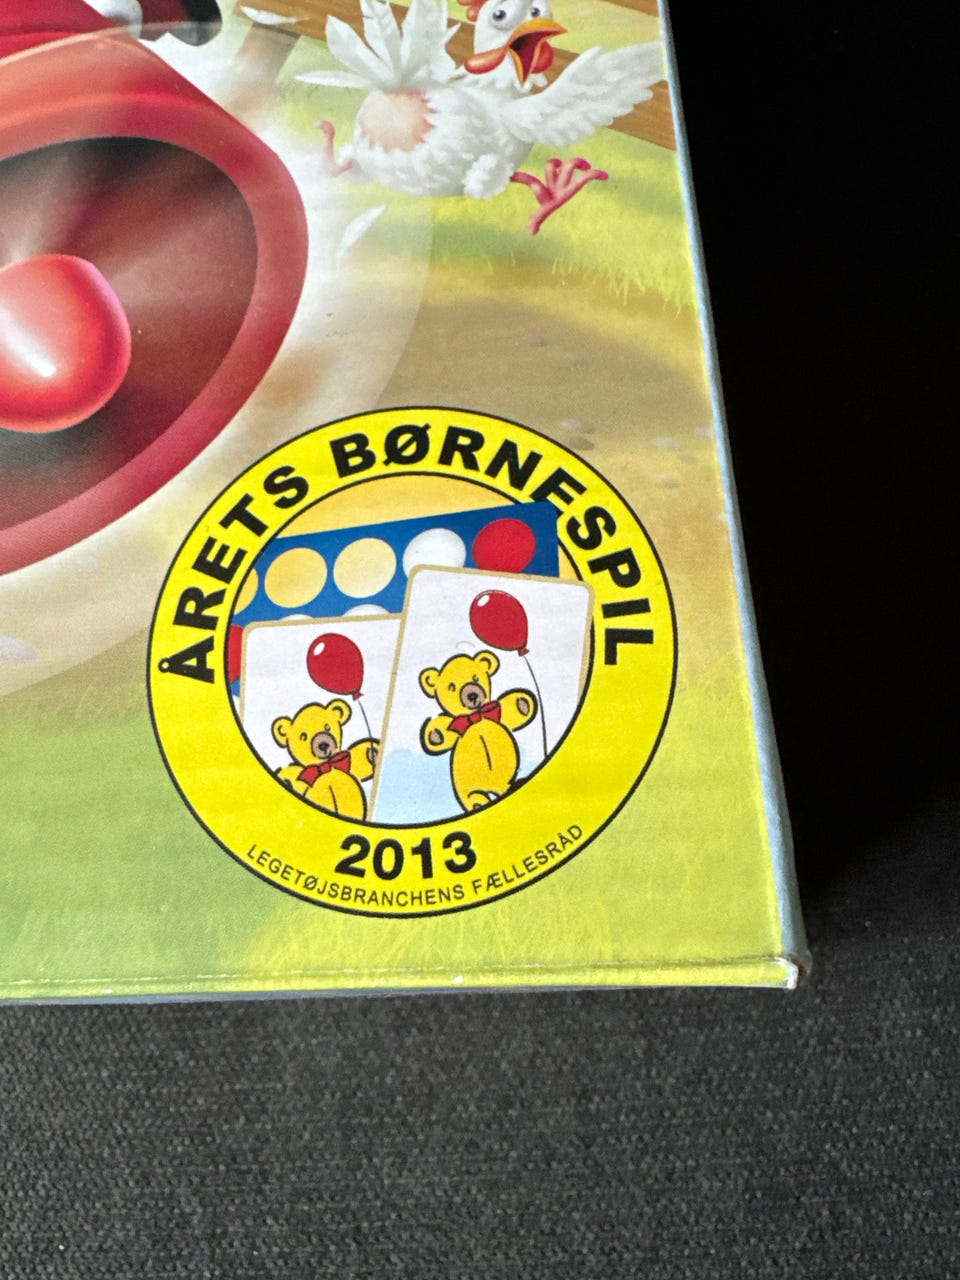 ÅRETS BØRNESPIL
2013
LEGETØJSBRANCHENS FÆLLESRÅD